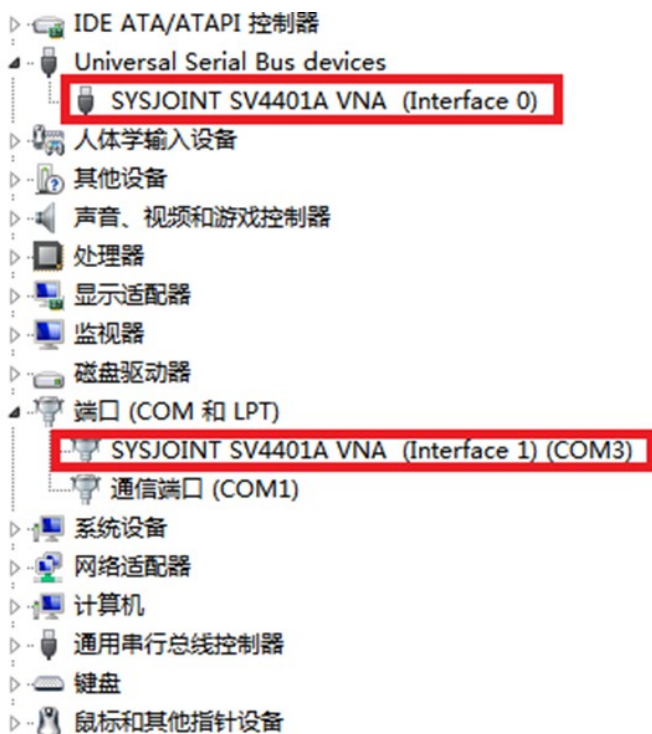 IDE ATA/ATAPI 控制器
Universal Serial Bus devices
SYSJOINT SV4401A VNA (Interface 0)
人体学输入设备
其他设备
声音、视频和游戏控制器
处理器
显示适配器
监视器
磁盘驱动器
端口 (COM 和 LPT)
SYSJOINT SV4401A VNA (Interface 1) (COM3)
通信端口 (COM1)
系统设备
网络适配器
计算机
通用串行总线控制器
键盘
鼠标和其他指针设备